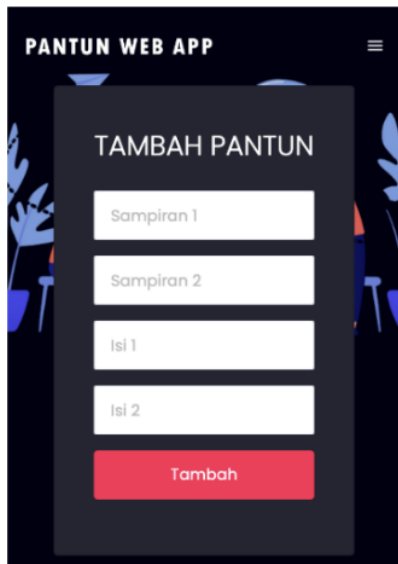 PANTUN WEB APP
TAMBAH PANTUN
Sampiran 1
Sampiran 2
Isi 1
Isi 2
Tambah